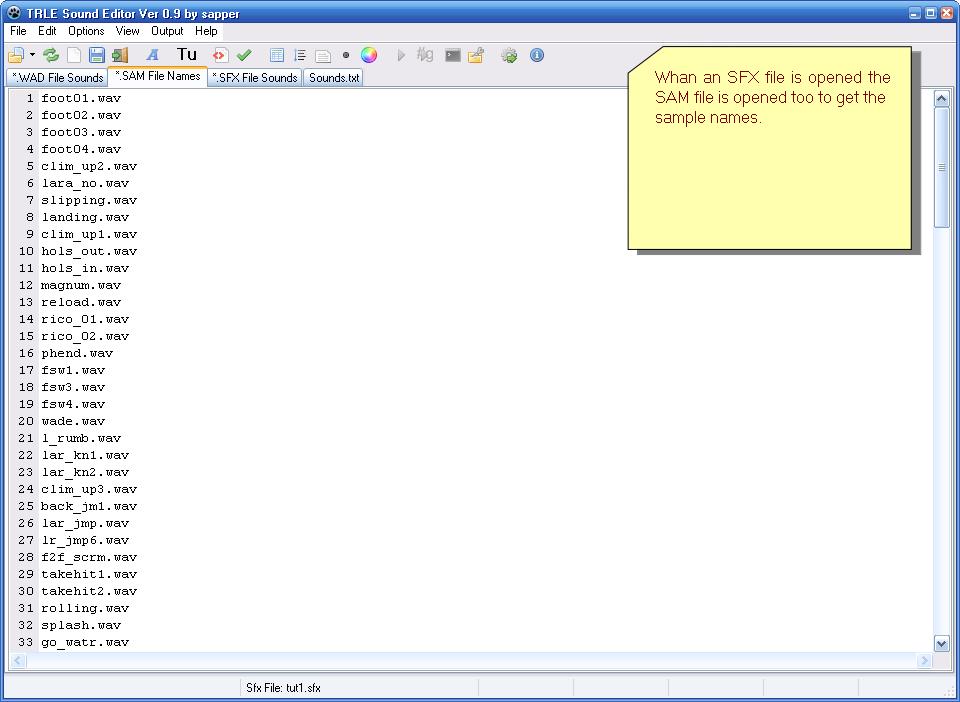 TRLE Sound Editor Ver 0.9 by sapper
File Edit Options View Output Help
A Tu
*.WAD File Sounds *.SAM File Names *.SFX File Sounds Sounds.txt
Whan an SFX file is opened the
SAM file is opened too to get the
sample names.
1 foot01.wav
2 foot02.wav
3 foot03.wav
4 foot04.wav
5 clim_up2.wav
6 lara_no.wav
7 slipping.wav
8 landing.wav
9 clim_up1.wav
10 hols_out.wav
11 hols_in.wav
12 magnum.wav
13 reload.wav
14 rico_01.wav
15 rico_02.wav
16 phend.wav
17 fsw1.wav
18 fsw3.wav
19 fsw4.wav
20 wade.wav
21 l_rumb.wav
22 lar_kn1.wav
23 lar_kn2.wav
24 clim_up3.wav
25 back_jm1.wav
26 lar_jmp.wav
27 lr_jmp6.wav
28 f2f_scrm.wav
29 takehit1.wav
30 takehit2.wav
31 rolling.wav
32 splash.wav
33 go_watr.wav
Sfx File: tut1.sfx